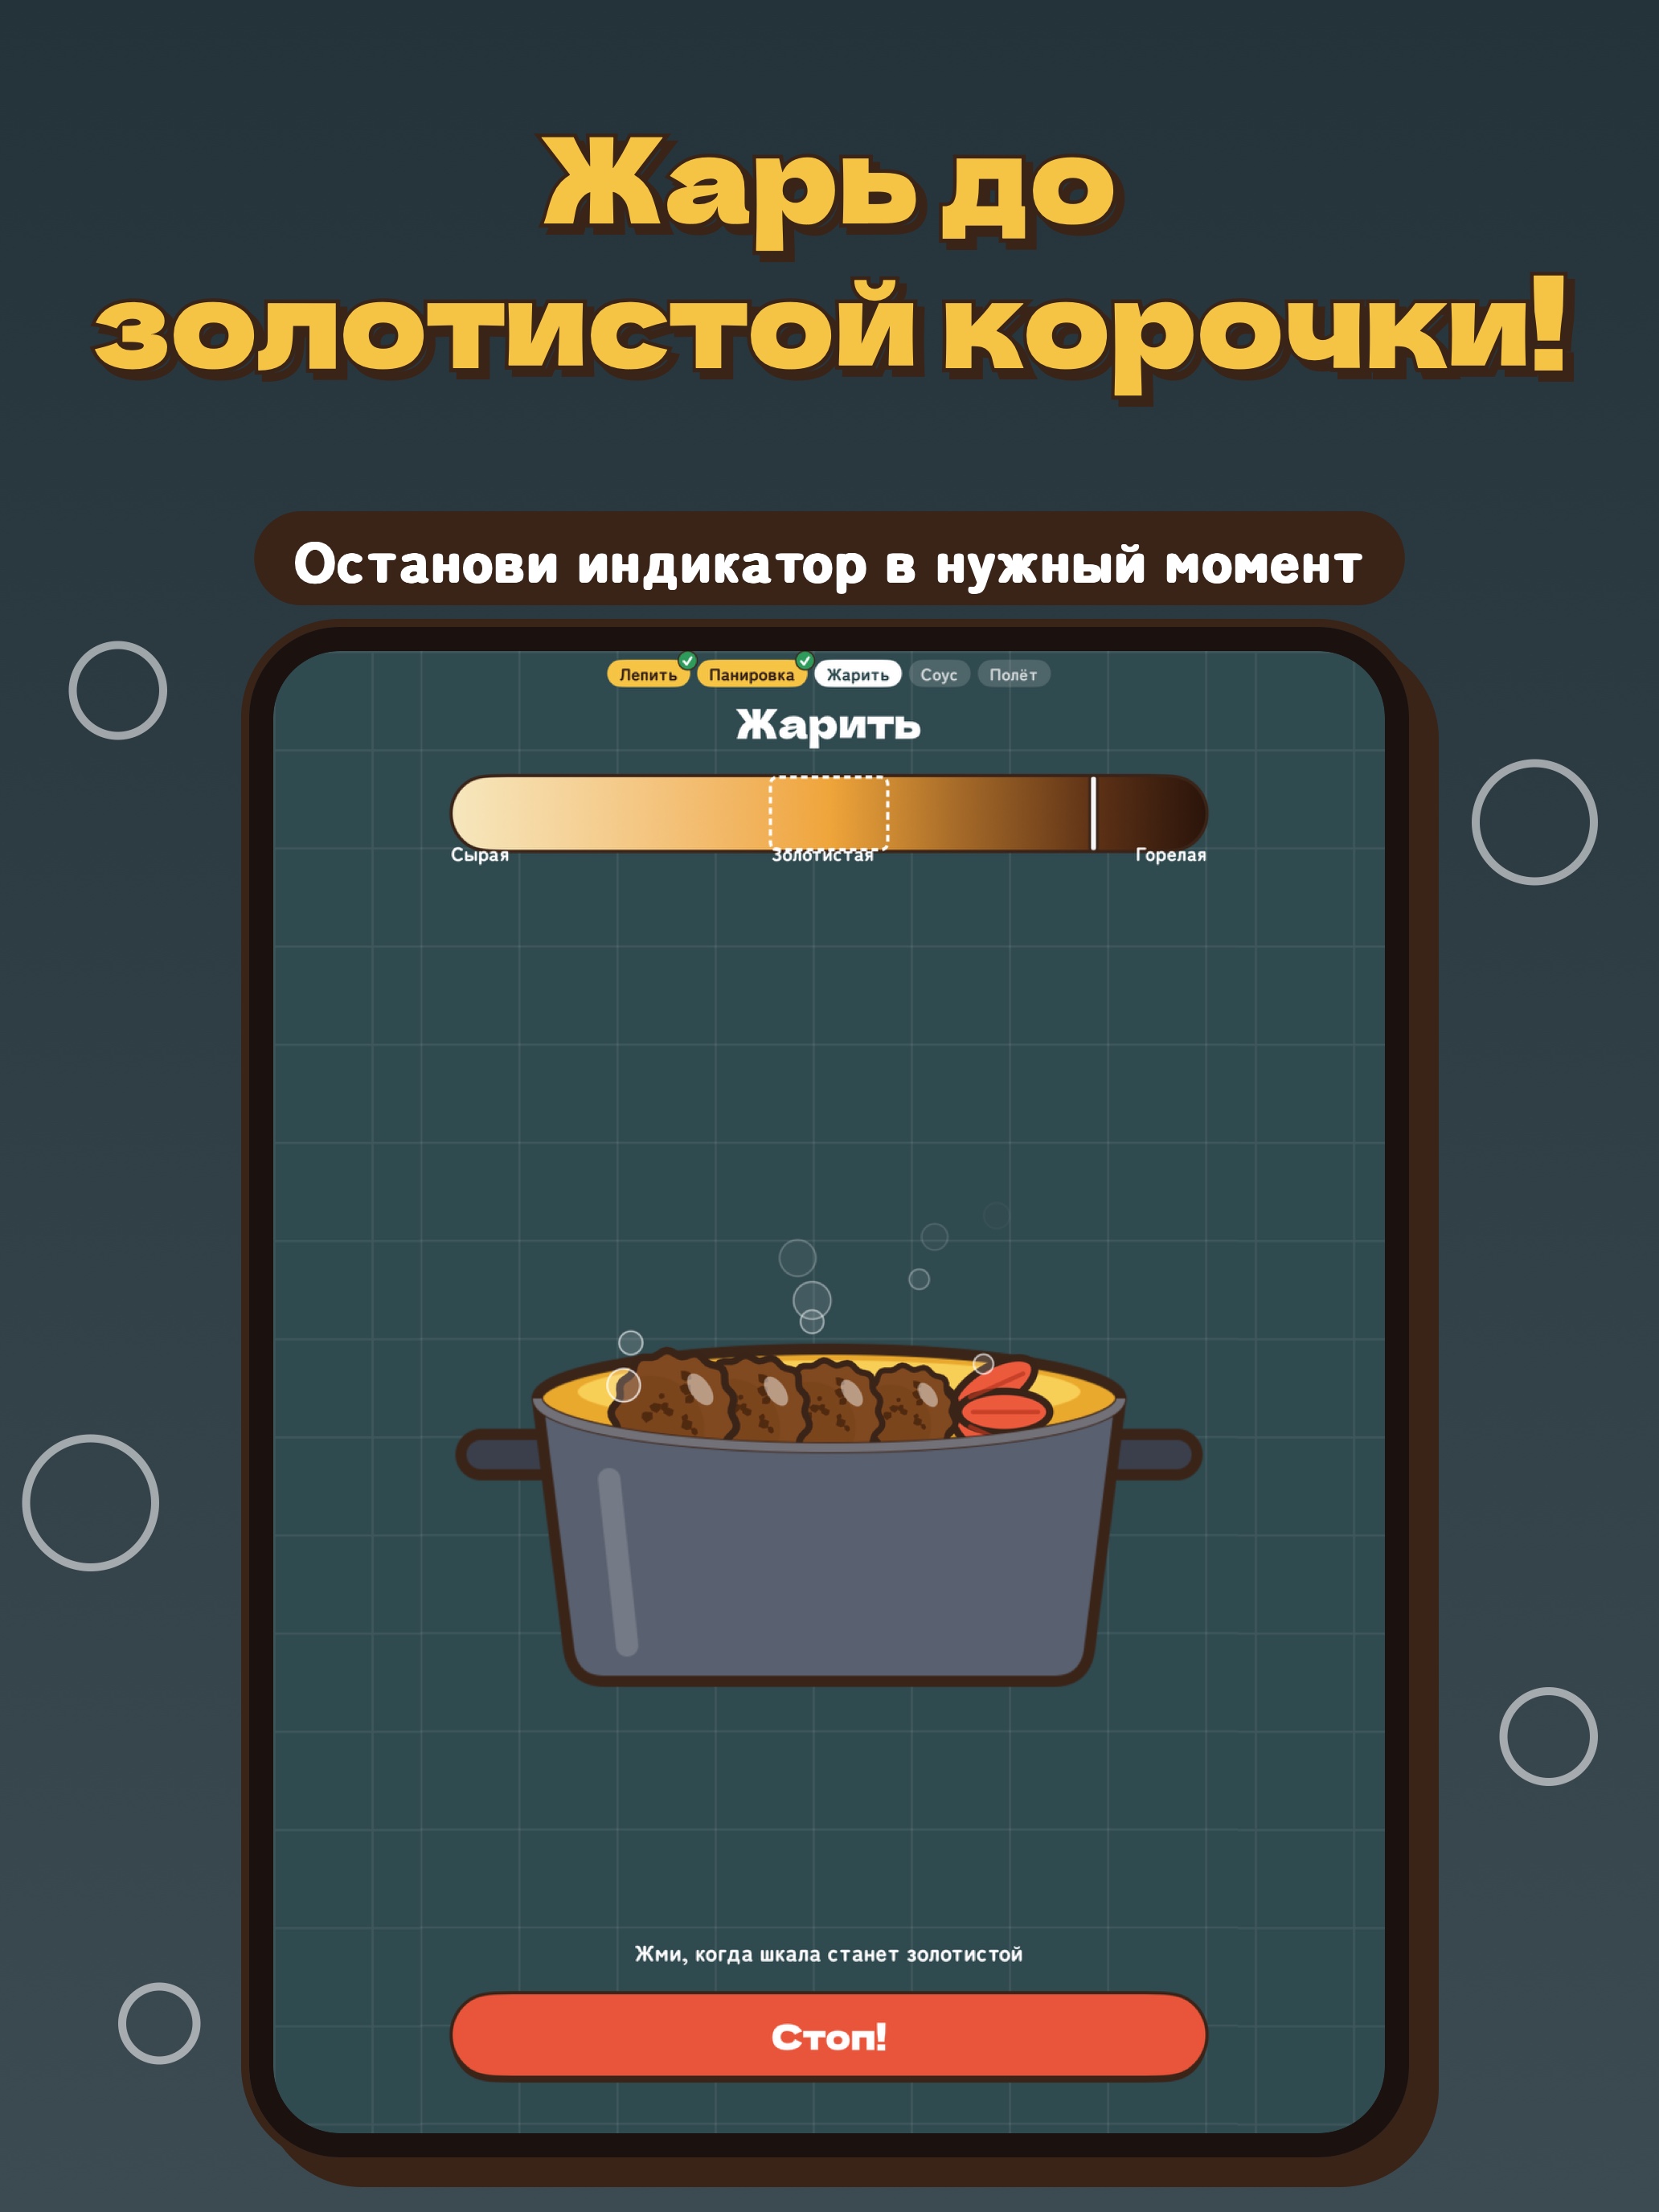 Жарь до
золотистой корочки!
Останови индикатор в нужный момент
Лепить Панировка Жарить Соус Полёт
Жарить
Сырая Золотистая Горелая
Жми, когда шкала станет золотистой
Стоп!